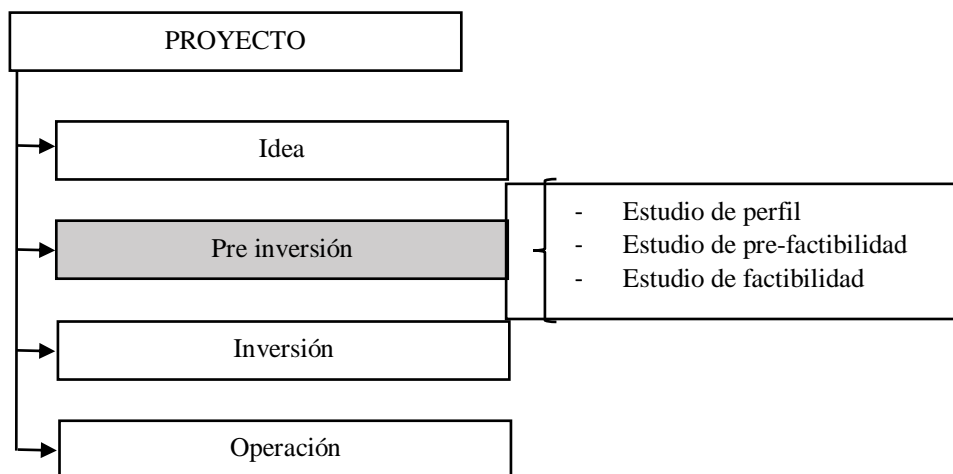 PROYECTO
Idea
Pre inversión
- Estudio de perfil
- Estudio de pre-factibilidad
- Estudio de factibilidad
Inversión
Operación